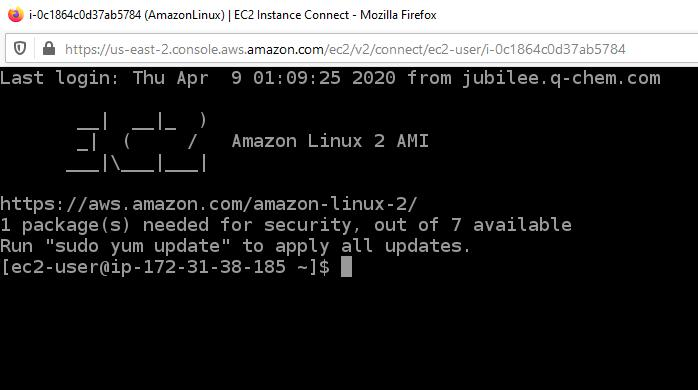 i-0c1864c0d37ab5784 (AmazonLinux) | EC2 Instance Connect - Mozilla Firefox
https://us-east-2.console.aws.amazon.com/ec2/v2/connect/ec2-user/i-0c1864c0d37ab5784
Last login: Thu Apr  9 01:09:25 2020 from jubilee.q-chem.com
       __|  __|_  )
       _|  (     /   Amazon Linux 2 AMI
      ___|\___|___|
https://aws.amazon.com/amazon-linux-2/
1 package(s) needed for security, out of 7 available
Run "sudo yum update" to apply all updates.
[ec2-user@ip-172-31-38-185 ~]$